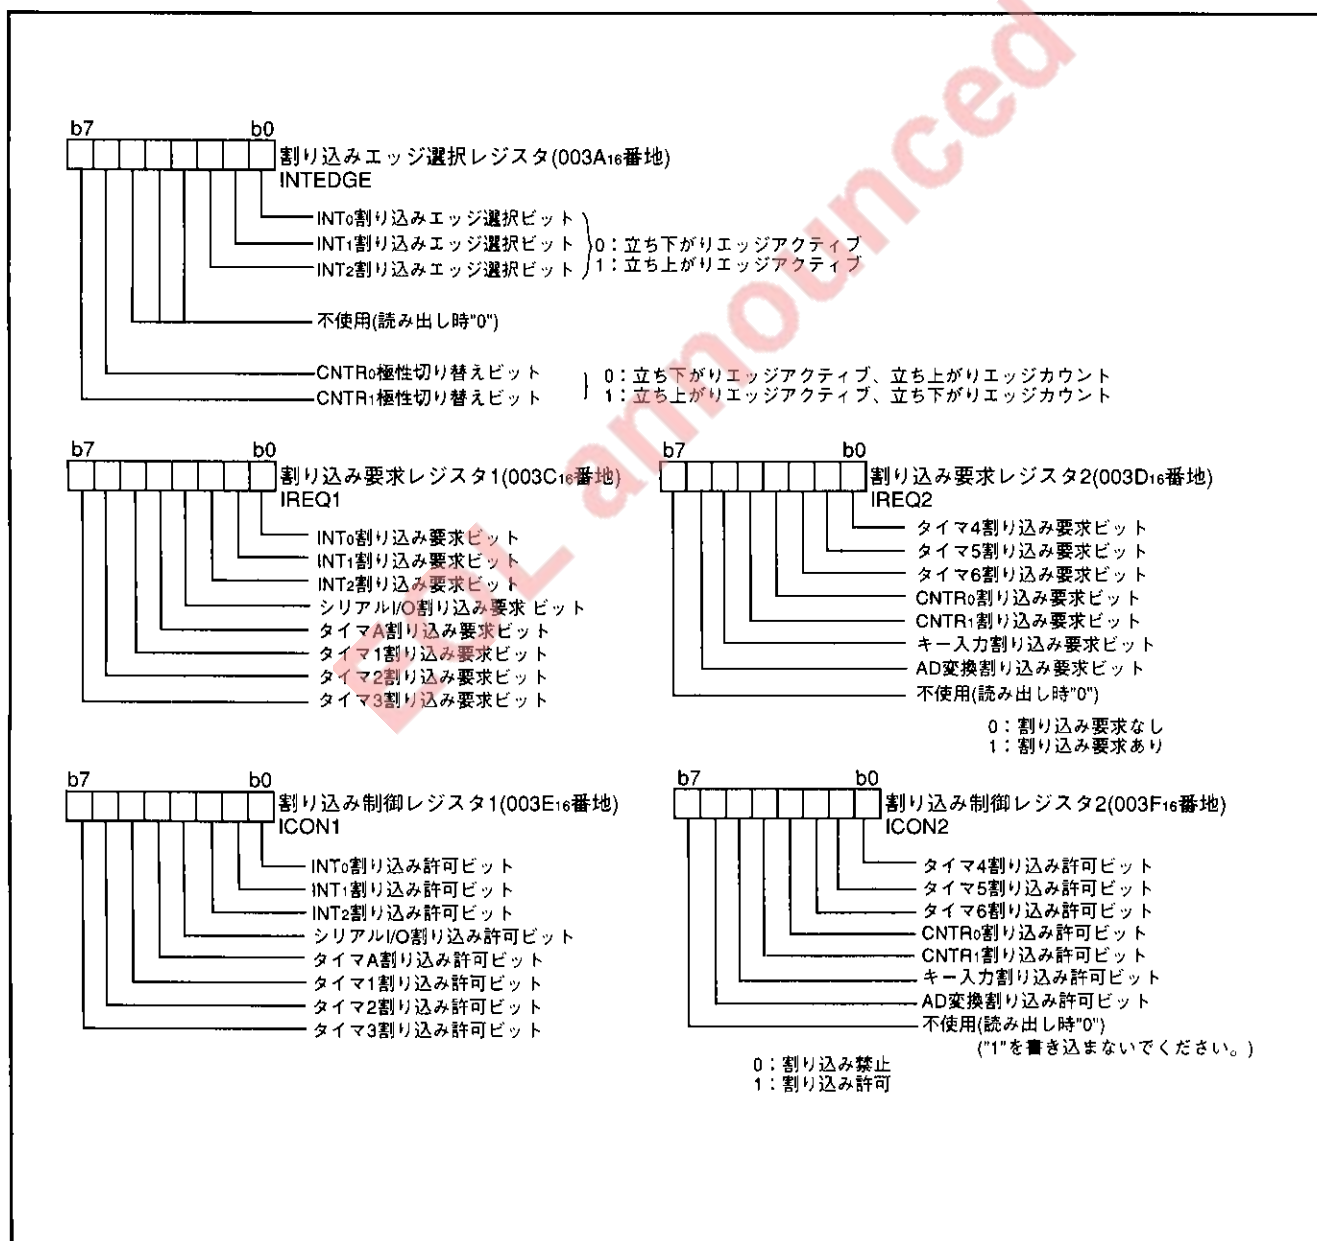 b7 b0
割り込みエッジ選択レジスタ(003A16番地)
INTEDGE
INT0割り込みエッジ選択ビット
INT1割り込みエッジ選択ビット
INT2割り込みエッジ選択ビット
0:立ち下がりエッジアクティブ
1:立ち上がりエッジアクティブ
不使用(読み出し時"0")
CNTR0極性切り替えビット
CNTR1極性切り替えビット
0:立ち下がりエッジアクティブ、立ち上がりエッジカウント
1:立ち上がりエッジアクティブ、立ち下がりエッジカウント
b7 b0
割り込み要求レジスタ1(003C16番地)
IREQ1
INT0割り込み要求ビット
INT1割り込み要求ビット
INT2割り込み要求ビット
シリアルI/O割り込み要求 ビット
タイマA割り込み要求ビット
タイマ1割り込み要求ビット
タイマ2割り込み要求ビット
タイマ3割り込み要求ビット
b7 b0
割り込み要求レジスタ2(003D16番地)
IREQ2
タイマ4割り込み要求ビット
タイマ5割り込み要求ビット
タイマ6割り込み要求ビット
CNTR0割り込み要求ビット
CNTR1割り込み要求ビット
キー入力割り込み要求ビット
AD変換割り込み要求ビット
不使用(読み出し時"0")
0:割り込み要求なし
1:割り込み要求あり
b7 b0
割り込み制御レジスタ1(003E16番地)
ICON1
INT0割り込み許可ビット
INT1割り込み許可ビット
INT2割り込み許可ビット
シリアルI/O割り込み許可ビット
タイマA割り込み許可ビット
タイマ1割り込み許可ビット
タイマ2割り込み許可ビット
タイマ3割り込み許可ビット
b7 b0
割り込み制御レジスタ2(003F16番地)
ICON2
タイマ4割り込み許可ビット
タイマ5割り込み許可ビット
タイマ6割り込み許可ビット
CNTR0割り込み許可ビット
CNTR1割り込み許可ビット
キー入力割り込み許可ビット
AD変換割り込み許可ビット
不使用(読み出し時"0")
("1"を書き込まないでください。)
0:割り込み禁止
1:割り込み許可
EOL announced